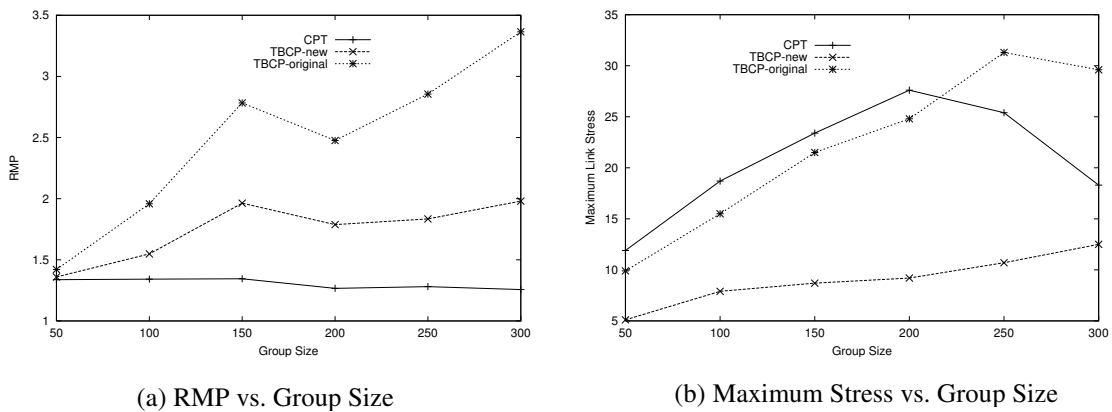 3.5
3
2.5
2
1.5
1
50
100
150
200
250
300
RMP
Group Size
CPT
TBCP-new
TBCP-original
(a) RMP vs. Group Size
35
30
25
20
15
10
5
50
100
150
200
250
300
Maximum Link Stress
Group Size
CPT
TBCP-new
TBCP-original
(b) Maximum Stress vs. Group Size